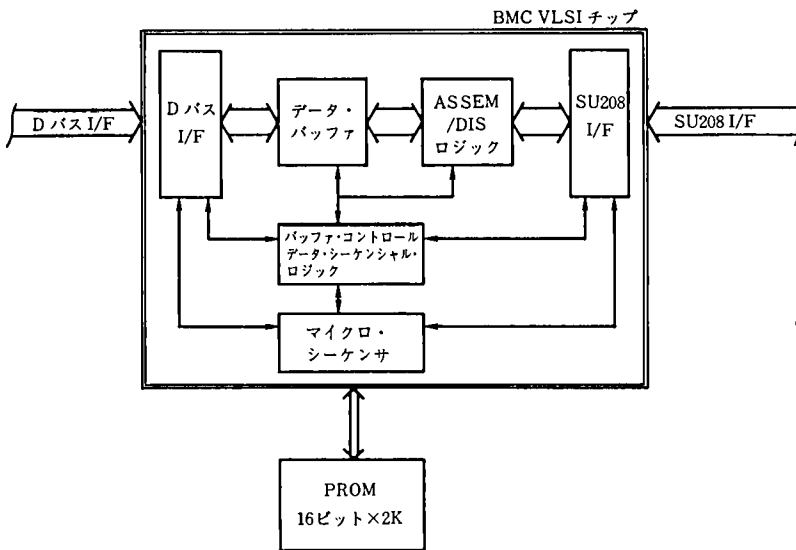 BMC VLSI チップ
D バス I/F
D バス
I/F
データ・
バッファ
ASSEM
/DIS
ロジック
SU208
I/F
SU208 I/F
バッファ・コントロール
データ・シーケンシャル・
ロジック
マイクロ・
シーケンサ
PROM
16ビット×2K